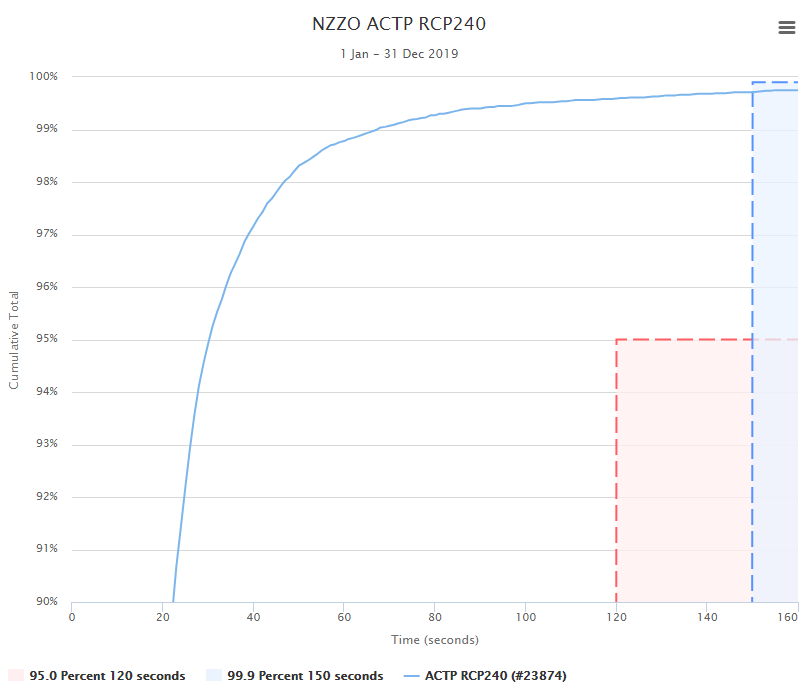 NZZO ACTP RCP240
1 Jan – 31 Dec 2019
100%
99%
98%
97%
96%
95%
94%
93%
92%
91%
90%
Cumulative Total
0 20 40 60 80 100 120 140 160
Time (seconds)
95.0 Percent 120 seconds 99.9 Percent 150 seconds ACTP RCP240 (#23874)